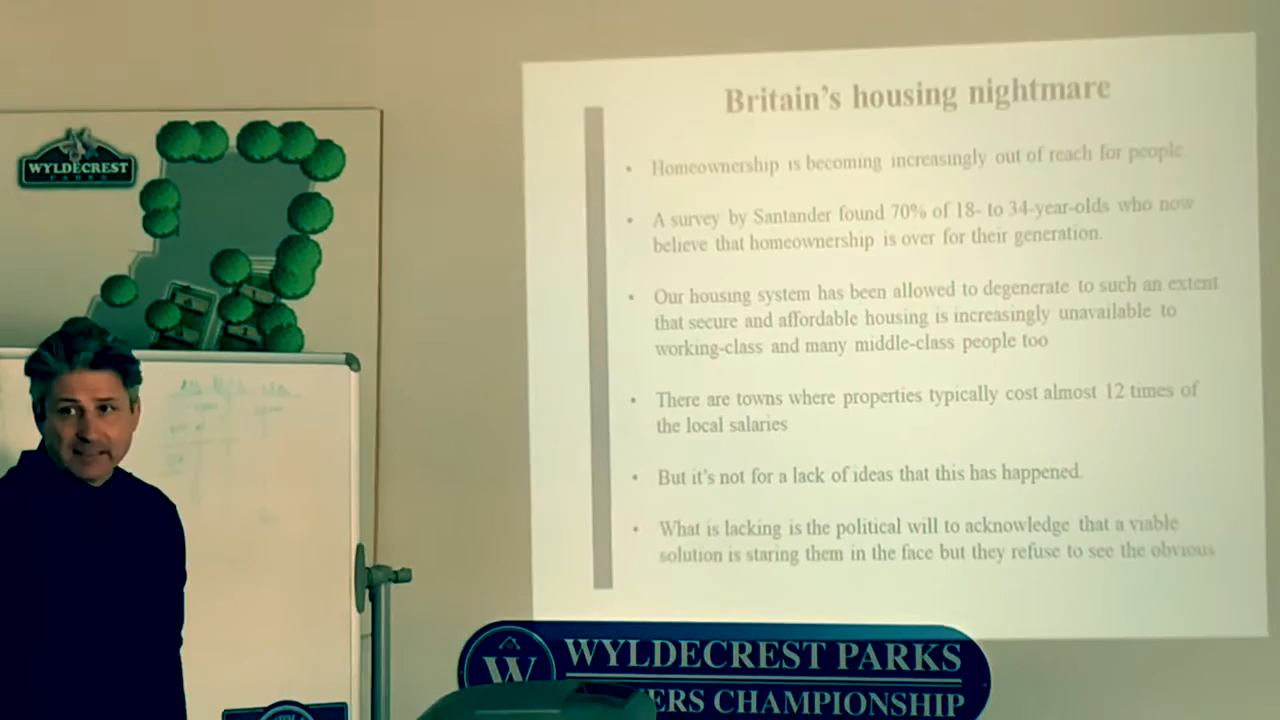 WYLDECREST
PARKS
Britain's housing nightmare
• Homeownership is becoming increasingly out of reach for people
• A survey by Santander found 70% of 18- to 34-year-olds who now
believe that homeownership is over for their generation.
• Our housing system has been allowed to degenerate to such an extent
that secure and affordable housing is increasingly unavailable to
working-class and many middle-class people too
• There are towns where properties typically cost almost 12 times of
the local salaries
• But it's not for a lack of ideas that this has happened.
• What is lacking is the political will to acknowledge that a viable
solution is staring them in the face but they refuse to see the obvious
W
WYLDECREST PARKS
ERS CHAMPIONSHIP